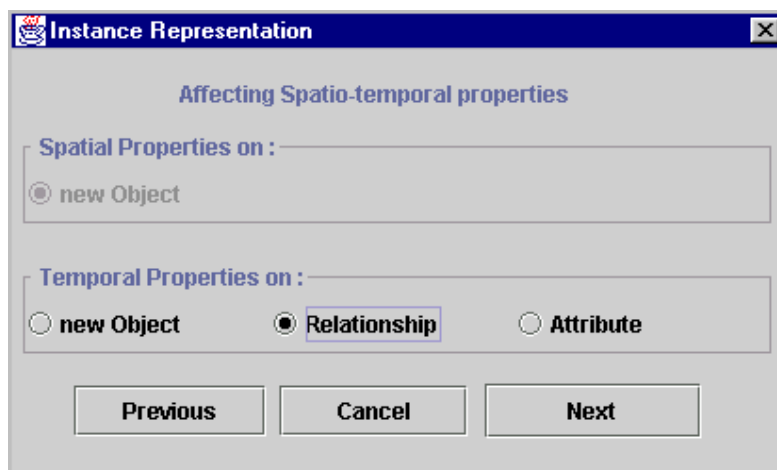 Instance Representation
Affecting Spatio-temporal properties
Spatial Properties on :
new Object
Temporal Properties on :
new Object Relationship Attribute
Previous Cancel Next